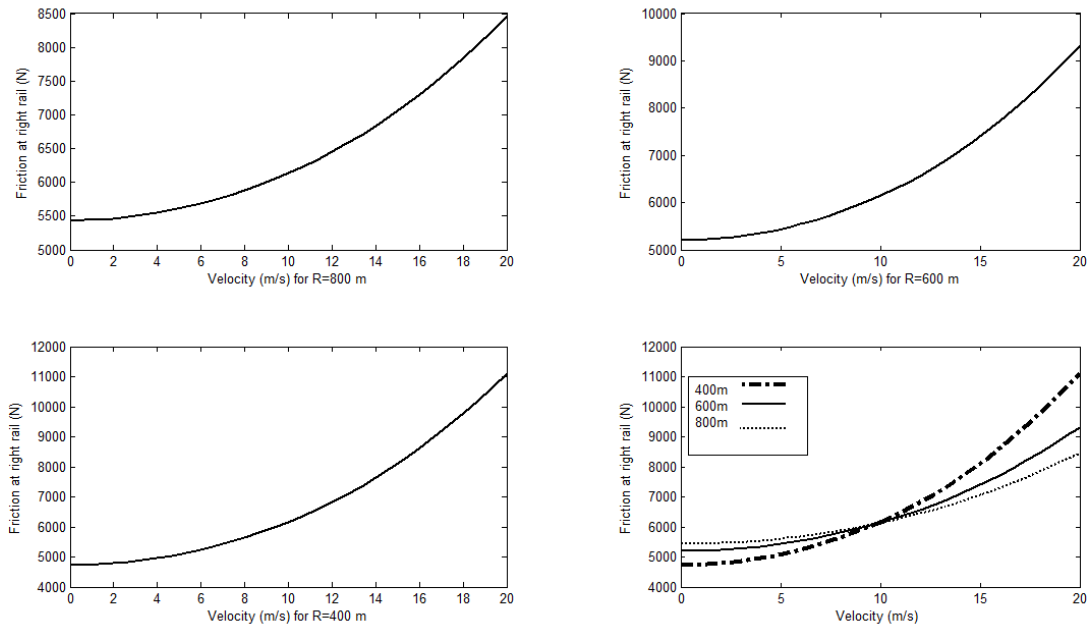 8500
8000
7500
7000
6500
6000
5500
5000
Friction at right rail (N)
0 2 4 6 8 10 12 14 16 18 20
Velocity (m/s) for R=800 m
10000
9000
8000
7000
6000
5000
Friction at right rail (N)
0 5 10 15 20
Velocity (m/s) for R=600 m
12000
11000
10000
9000
8000
7000
6000
5000
4000
Friction at right rail (N)
0 2 4 6 8 10 12 14 16 18 20
Velocity (m/s) for R=400 m
12000
11000
10000
9000
8000
7000
6000
5000
4000
Friction at right rail (N)
400m
600m
800m
0 5 10 15 20
Velocity (m/s)